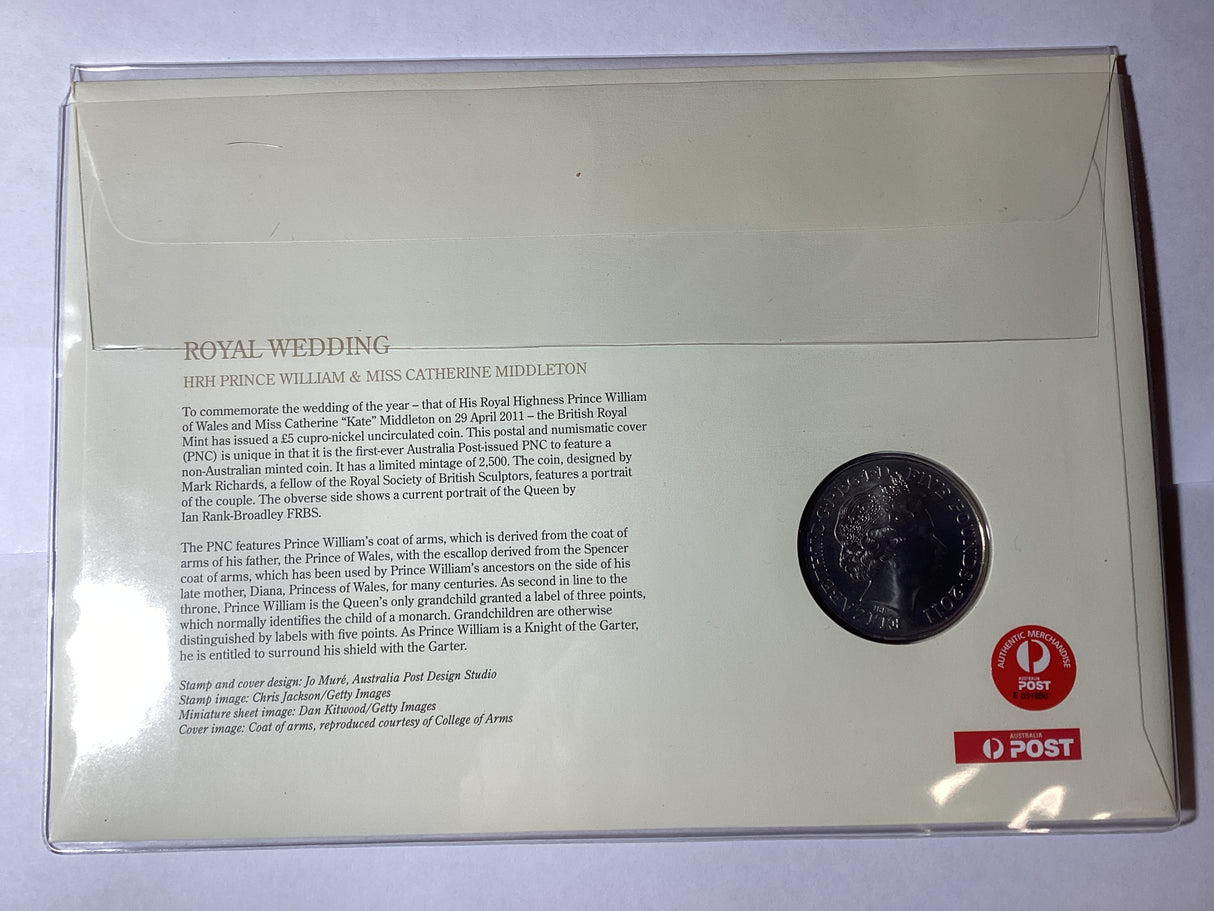 ROYAL WEDDING
HRH PRINCE WILLIAM & MISS CATHERINE MIDDLETON
To commemorate the wedding of the year – that of His Royal Highness Prince William
of Wales and Miss Catherine “Kate” Middleton on 29 April 2011 – the British Royal
Mint has issued a £5 cupro-nickel uncirculated coin. This postal and numismatic cover
(PNC) is unique in that it is the first-ever Australia Post-issued PNC to feature a
non-Australian minted coin. It has a limited mintage of 2,500. The coin, designed by
Mark Richards, a fellow of the Royal Society of British Sculptors, features a portrait
of the couple. The obverse side shows a current portrait of the Queen by
Ian Rank-Broadley FRBS.
The PNC features Prince William’s coat of arms, which is derived from the coat of
arms of his father, the Prince of Wales, with the escallop derived from the Spencer
coat of arms, which has been used by Prince William’s ancestors on the side of his
late mother, Diana, Princess of Wales, for many centuries. As second in line to the
throne, Prince William is the Queen’s only grandchild granted a label of three points,
which normally identifies the child of a monarch. Grandchildren are otherwise
distinguished by labels with five points. As Prince William is a Knight of the Garter,
he is entitled to surround his shield with the Garter.
Stamp and cover design: Jo Muré, Australia Post Design Studio
Stamp image: Chris Jackson/Getty Images
Miniature sheet image: Dan Kitwood/Getty Images
Cover image: Coat of arms, reproduced courtesy of College of Arms
FIVE POUNDS·2011
AUTHENTIC MERCHANDISE
AUSTRALIA
POST
AUSTRALIA
POST